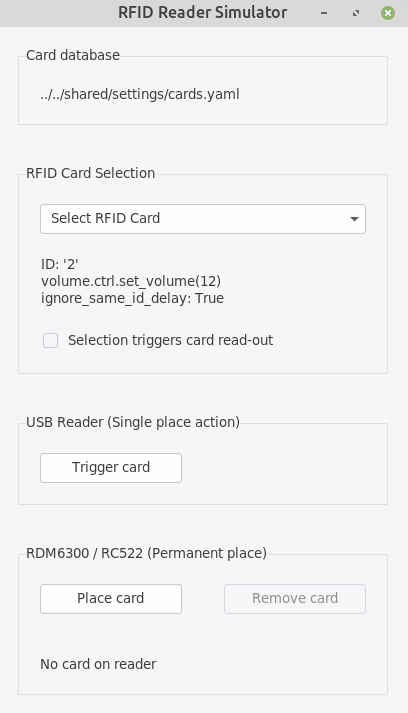 RFID Reader Simulator
Card database
../../shared/settings/cards.yaml
RFID Card Selection
Select RFID Card
ID: '2'
volume.ctrl.set_volume(12)
ignore_same_id_delay: True
Selection triggers card read-out
USB Reader (Single place action)
Trigger card
RDM6300 / RC522 (Permanent place)
Place card
Remove card
No card on reader